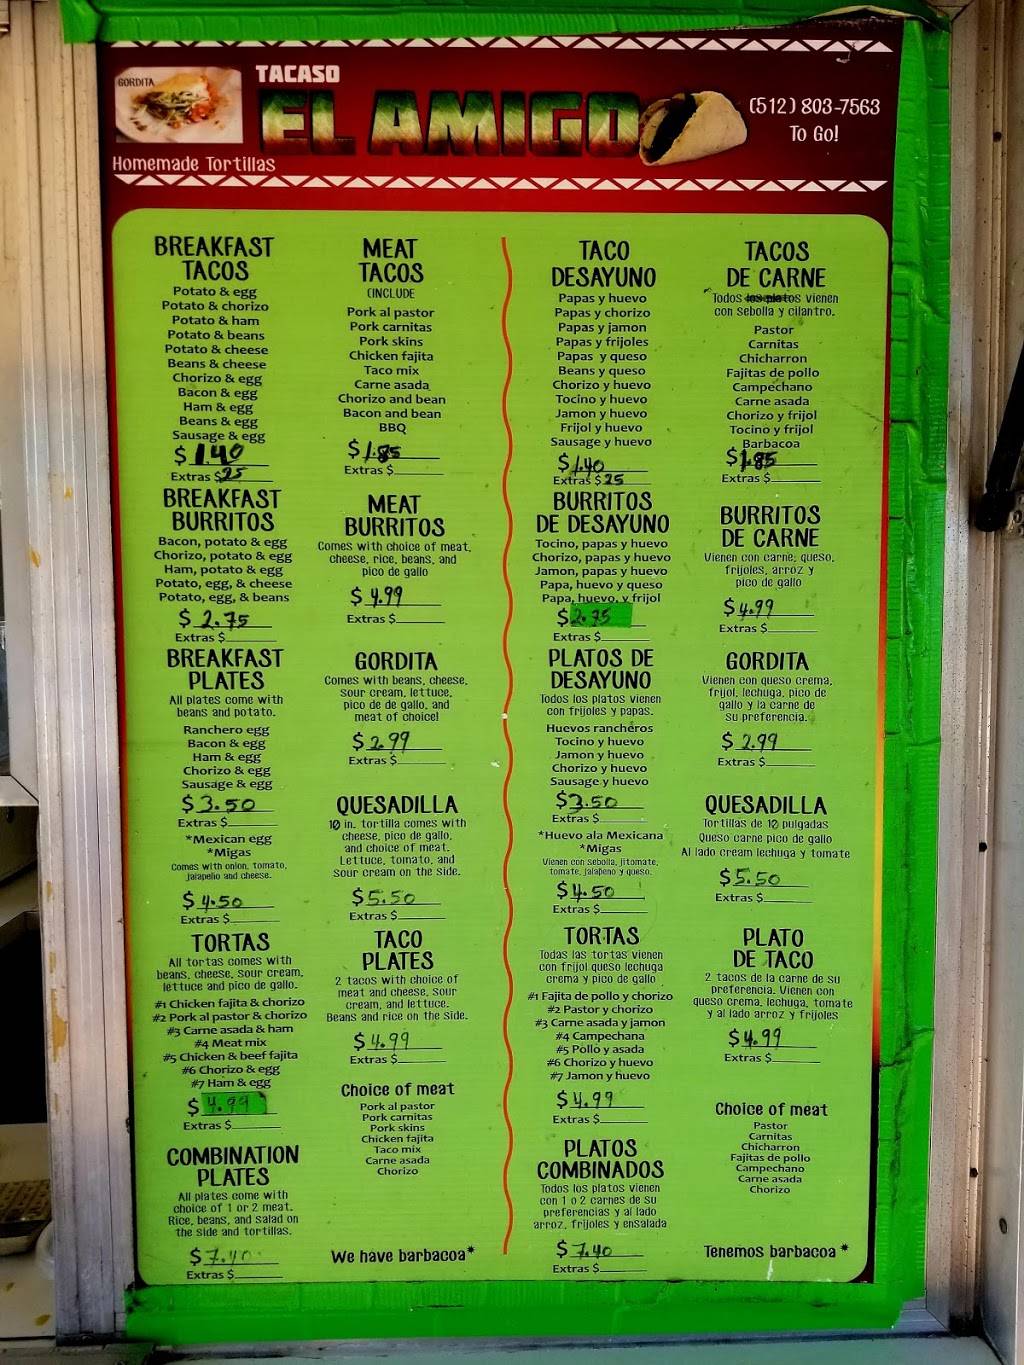 GORDITA
TACASO
EL AMIGO
(512) 803-7563
To Go!
Homemade Tortillas
BREAKFAST
TACOS
Potato & egg
Potato & chorizo
Potato & ham
Potato & beans
Potato & cheese
Beans & cheese
Chorizo & egg
Bacon & egg
Ham & egg
Beans & egg
Sausage & egg
$ 1.40
Extras $ 25
BREAKFAST
BURRITOS
Bacon, potato & egg
Chorizo, potato & egg
Ham, potato & egg
Potato, egg, & cheese
Potato, egg, & beans
$ 2.75
Extras $
BREAKFAST
PLATES
All plates come with
beans and potato.
Ranchero egg
Bacon & egg
Ham & egg
Chorizo & egg
Sausage & egg
$3.50
Extras $
*Mexican egg
*Migas
Comes with onion, tomato,
jalapeño and cheese.
$ 4.50
Extras $
TORTAS
All tortas comes with
beans, cheese, sour cream,
lettuce and pico de gallo.
#1 Chicken fajita & chorizo
#2 Pork al pastor & chorizo
#3 Carne asada & ham
#4 Meat mix
#5 Chicken & beef fajita
#6 Chorizo & egg
#7 Ham & egg
$ 4.99
Extras $
COMBINATION
PLATES
All plates come with
choice of 1 or 2 meat.
Rice, beans, and salad on
the side and tortillas.
$7.40
Extras $
MEAT
TACOS
(INCLUDE
Pork al pastor
Pork carnitas
Pork skins
Chicken fajita
Taco mix
Carne asada
Chorizo and bean
Bacon and bean
BBQ
$1.85
Extras $
MEAT
BURRITOS
Comes with choice of meat,
cheese, rice, beans, and
pico de gallo
$ 4.99
Extras $
GORDITA
Comes with beans, cheese,
sour cream, lettuce,
pico de de gallo, and
meat of choice!
$ 2.99
Extras $
QUESADILLA
10 in. tortilla comes with
cheese, pico de gallo,
and choice of meat.
Lettuce, tomato, and
sour cream on the side.
$5.50
Extras $
TACO
PLATES
2 tacos with choice of
meat and cheese, sour
cream, and lettuce.
Beans and rice on the side.
$4.99
Extras $
Choice of meat
Pork al pastor
Pork carnitas
Pork skins
Chicken fajita
Taco mix
Carne asada
Chorizo
We have barbacoa*
TACO
DESAYUNO
Papas y huevo
Papas y chorizo
Papas y jamon
Papas y frijoles
Papas y queso
Beans y queso
Chorizo y huevo
Tocino y huevo
Jamon y huevo
Frijol y huevo
Sausage y huevo
$1.40
Extras $ 25
BURRITOS
DE DESAYUNO
Tocino, papas y huevo
Chorizo, papas y huevo
Jamon, papas y huevo
Papa, huevo y queso
Papa, huevo, y frijol
$2.75
Extras $
PLATOS DE
DESAYUNO
Todos los platos vienen
con frijoles y papas.
Huevos rancheros
Tocino y huevo
Jamon y huevo
Chorizo y huevo
Sausage y huevo
$3.50
Extras $
*Huevo ala Mexicana
*Migas
Vienen con sebolla, jitomate,
tomate, jalapeno y queso.
$4.50
Extras $
TORTAS
Todas las tortas vienen
con frijol queso lechuga
crema y pico de gallo
#1 Fajita de pollo y chorizo
#2 Pastor y chorizo
#3 Carne asada y jamon
#4 Campechana
#5 Pollo y asada
#6 Chorizo y huevo
#7 Jamon y huevo
$4.99
Extras $
PLATOS
COMBINADOS
Todos los platos vienen
con 1 o 2 carnes de su
preferencias y al lado
arroz, frijoles y ensalada
$7.40
Extras $
TACOS
DE CARNE
Todos los platos vienen
con sebolla y cilantro.
Pastor
Carnitas
Chicharron
Fajitas de pollo
Campechano
Carne asada
Chorizo y frijol
Tocino y frijol
Barbacoa
$1.85
Extras $
BURRITOS
DE CARNE
Vienen con carne, queso,
frijoles, arroz y
pico de gallo
$4.99
Extras $
GORDITA
Vienen con queso crema,
frijol, lechuga, pico de
gallo y la carne de
su preferencia.
$ 2.99
Extras $
QUESADILLA
Tortillas de 10 pulgadas
Queso carne pico de gallo
Al lado cream lechuga y tomate
$5.50
Extras $
PLATO
DE TACO
2 tacos de la carne de su
preferencia. Vienen con
queso crema, lechuga, tomate
y al lado arroz y frijoles
$4.99
Extras $
Choice of meat
Pastor
Carnitas
Chicharron
Fajitas de pollo
Campechano
Carne asada
Chorizo
Tenemos barbacoa *